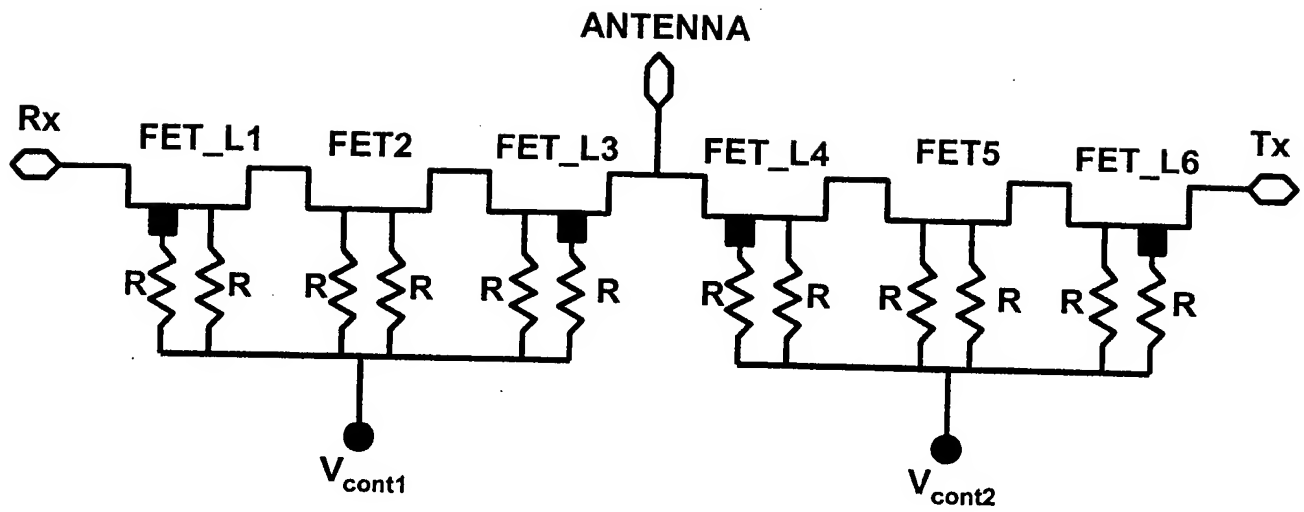 ANTENNA
Rx
FET_L1
FET2
FET_L3
FET_L4
FET5
FET_L6
Tx
R
R
R
R
R
R
R
R
R
R
R
R
Vcont1
Vcont2